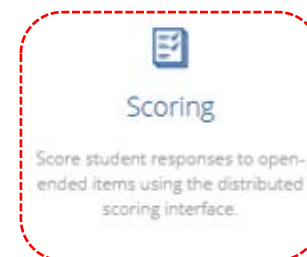 Scoring
Score student responses to open-
ended items using the distributed
scoring interface.